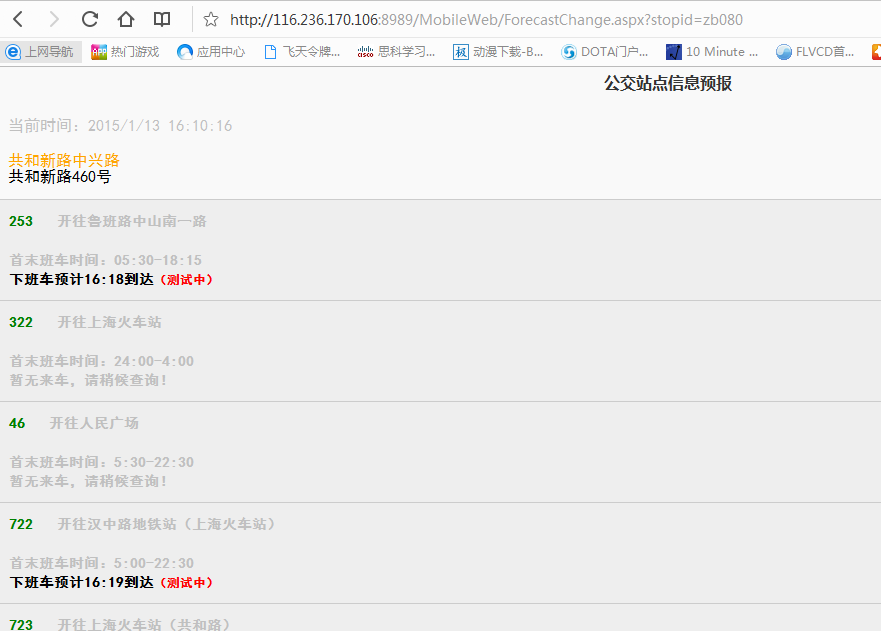 http://116.236.170.106:8989/MobileWeb/ForecastChange.aspx?stopid=zb080
上网导航 APP 热门游戏 应用中心 飞天令牌... cisco 思科学习... 极 动漫下载-B... DOTA门户... 10 Minute ... FLVCD首...
公交站点信息预报
当前时间：2015/1/13 16:10:16
共和新路中兴路
共和新路460号
253 开往鲁班路中山南一路
首末班车时间：05:30-18:15
下班车预计16:18到达（测试中）
322 开往上海火车站
首末班车时间：24:00-4:00
暂无来车，请稍候查询！
46 开往人民广场
首末班车时间：5:30-22:30
暂无来车，请稍候查询！
722 开往汉中路地铁站（上海火车站）
首末班车时间：5:00-22:30
下班车预计16:19到达（测试中）
723 开往上海火车站（共和路）